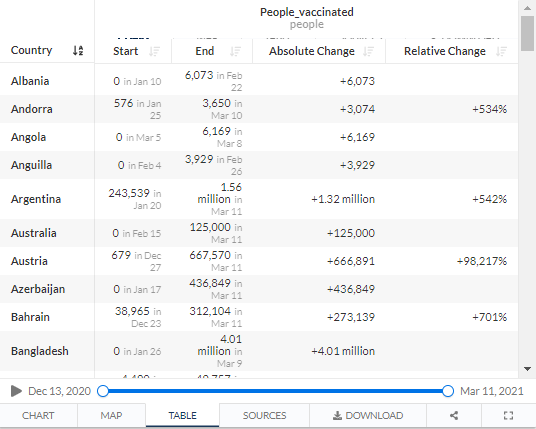 People_vaccinated
people
Country Start End Absolute Change Relative Change
Albania 0 in Jan 10 6,073 in Feb 22 +6,073
Andorra 576 in Jan 25 3,650 in Mar 10 +3,074 +534%
Angola 0 in Mar 5 6,169 in Mar 8 +6,169
Anguilla 0 in Feb 4 3,929 in Feb 26 +3,929
Argentina 243,539 in Jan 20 1.56 million in Mar 11 +1.32 million +542%
Australia 0 in Feb 15 125,000 in Mar 11 +125,000
Austria 679 in Dec 27 667,570 in Mar 11 +666,891 +98,217%
Azerbaijan 0 in Jan 17 436,849 in Mar 11 +436,849
Bahrain 38,965 in Dec 23 312,104 in Mar 11 +273,139 +701%
Bangladesh 0 in Jan 26 4.01 million in Mar 9 +4.01 million
Dec 13, 2020 Mar 11, 2021
CHART MAP TABLE SOURCES DOWNLOAD